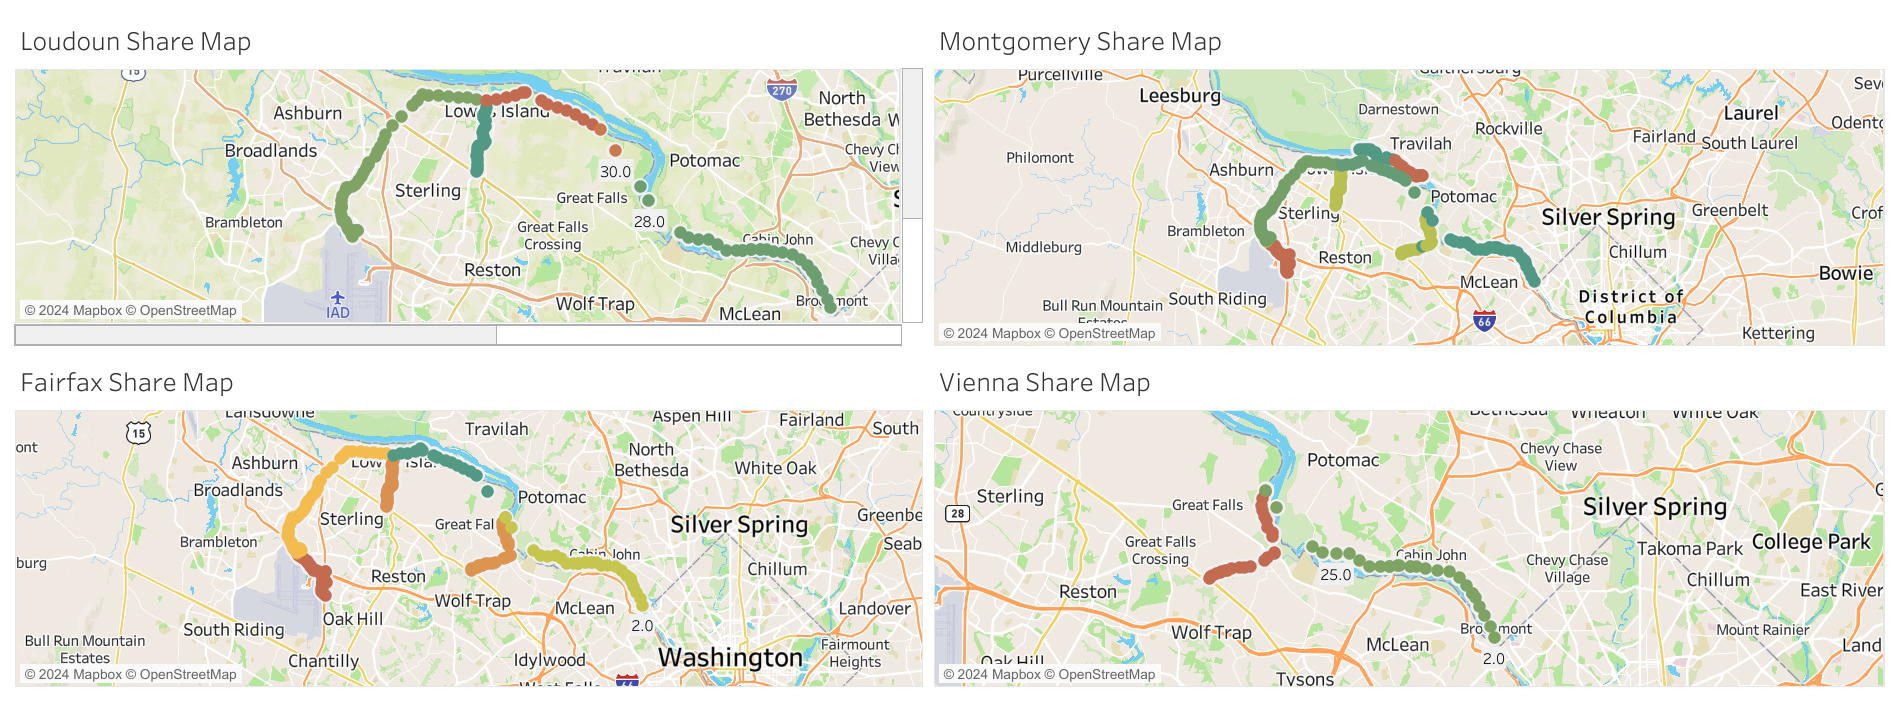 Loudoun Share Map
15
270
North
Bethesda
Ashburn
Broadlands
Potomac
Chevy Ch
View
Sterling
30.0
Great Falls
28.0
Brambleton
Great Falls
Crossing
Cabin John
Chevy C
Villa
Reston
Wolf Trap
McLean
IAD
© 2024 Mapbox © OpenStreetMap
Montgomery Share Map
Purcellville
Gaithersburg
Leesburg
Darnestown
Laurel
Rockville
Travilah
Fairland
South Laurel
Odento
Philomont
Ashburn
Potomac
Sterling
Silver Spring
Greenbelt
Crof
Brambleton
Middleburg
Reston
Chillum
McLean
Bowie
South Riding
District of
Columbia
Bull Run Mountain
Estates
66
Kettering
© 2024 Mapbox © OpenStreetMap
Fairfax Share Map
Lansdowne
15
Travilah
Aspen Hill
Fairland
South
ont
North
Bethesda
Ashburn
White Oak
Broadlands
Potomac
Sterling
Great Fal
Silver Spring
Greenbe
Brambleton
Cabin John
Seab
burg
Reston
Chillum
Wolf Trap
McLean
Landover
Oak Hill
South Riding
2.0
Bull Run Mountain
Estates
Chantilly
Idylwood
Washington
Fairmount
Heights
West Falls
66
© 2024 Mapbox © OpenStreetMap
Vienna Share Map
Countryside
Bethesda
Wheaton
White Oak
Potomac
Chevy Chase
View
Sterling
28
Great Falls
Silver Spring
Great Falls
Crossing
Cabin John
Takoma Park
College Park
25.0
Chevy Chase
Village
Chillum
East River
Reston
Wolf Trap
McLean
Mount Rainier
2.0
Land
Oak Hill
Tysons
© 2024 Mapbox © OpenStreetMap